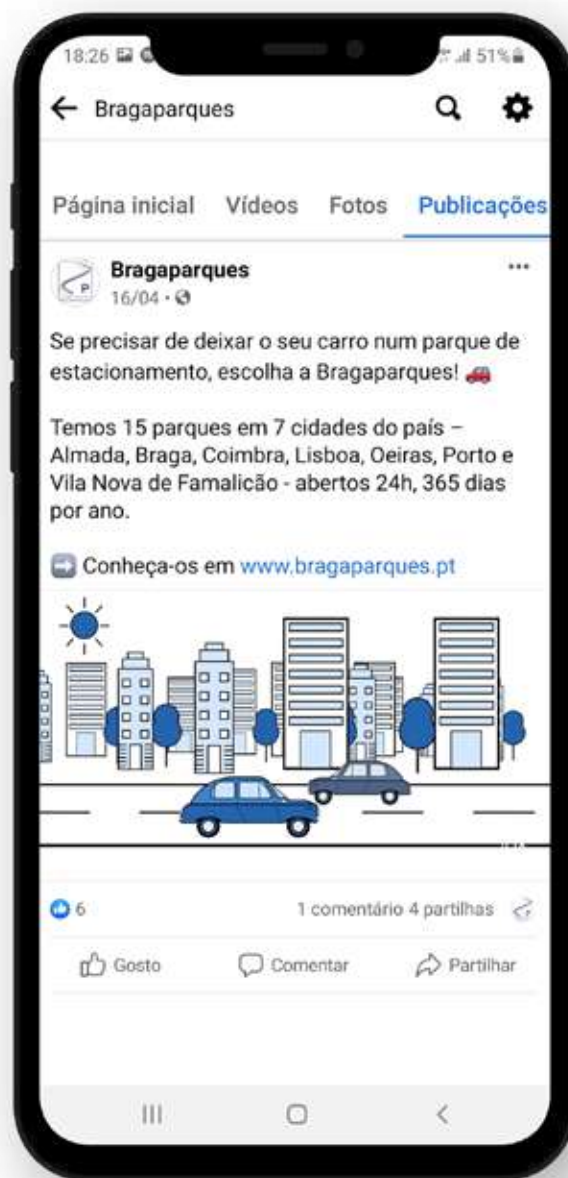 18:26
51%
Bragaparques
Página inicial Vídeos Fotos Publicações
Bragaparques
16/04 •
Se precisar de deixar o seu carro num parque de
estacionamento, escolha a Bragaparques! 🚗
Temos 15 parques em 7 cidades do país –
Almada, Braga, Coimbra, Lisboa, Oeiras, Porto e
Vila Nova de Famalicão - abertos 24h, 365 dias
por ano.
➡️ Conheça-os em www.bragaparques.pt
6
1 comentário 4 partilhas
Gosto Comentar Partilhar